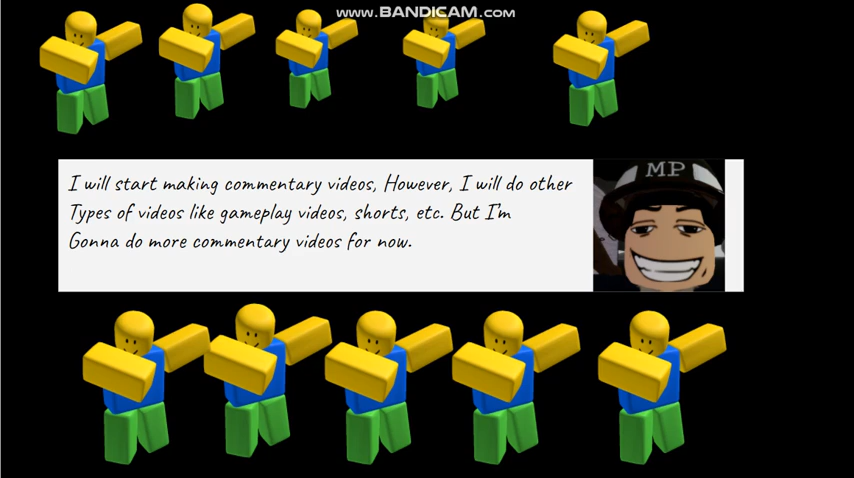 www.BANDICAM.COM
I will start making commentary videos, However, I will do other
Types of videos like gameplay videos, shorts, etc. But I'm
Gonna do more commentary videos for now.
MP